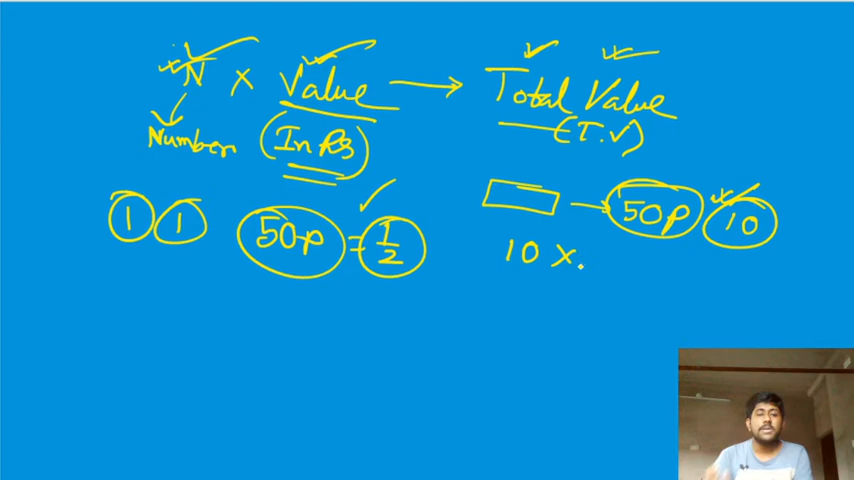 N × Value → Total Value
Number (In Rs) (T.V)
1 1 50p = 1/2 → 50p 10
10 ×